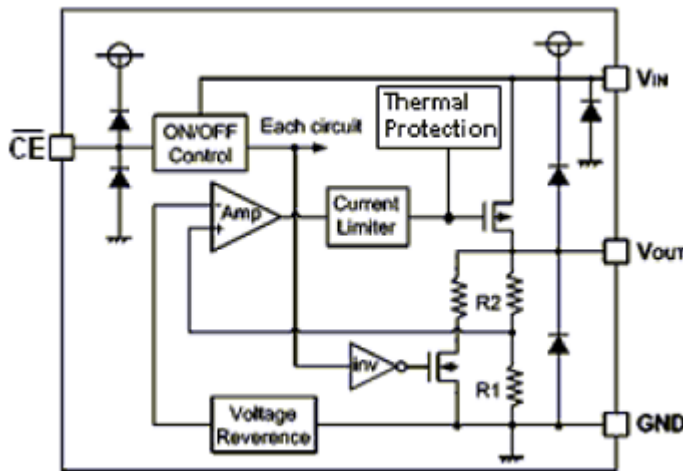 VIN
Thermal
Protection
CE
ON/OFF
Control
Each circuit
Amp
-
+
Current
Limiter
VOUT
R2
inv
R1
Voltage
Reverence
GND